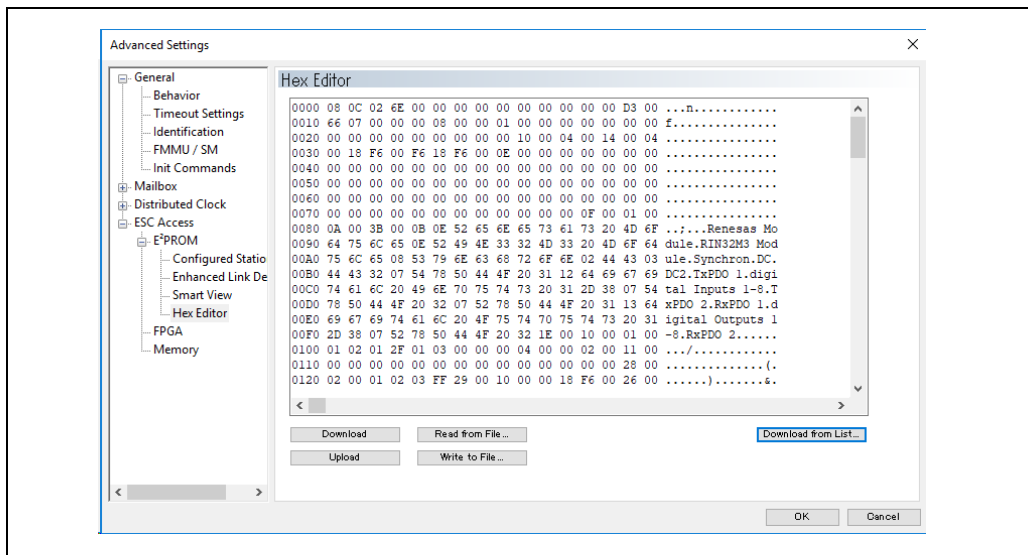 Advanced Settings
General
Behavior
Timeout Settings
Identification
FMMU / SM
Init Commands
Mailbox
Distributed Clock
ESC Access
E²PROM
Configured Statio
Enhanced Link De
Smart View
Hex Editor
FPGA
Memory
Hex Editor
0000 08 0C 02 6E 00 00 00 00 00 00 00 00 00 00 D3 00 ...n............
0010 66 07 00 00 00 08 00 00 01 00 00 00 00 00 00 00 f...............
0020 00 00 00 00 00 00 00 00 00 10 00 04 00 14 00 04 ................
0030 00 18 F6 00 F6 18 F6 00 0E 00 00 00 00 00 00 00 ................
0040 00 00 00 00 00 00 00 00 00 00 00 00 00 00 00 00 ................
0050 00 00 00 00 00 00 00 00 00 00 00 00 00 00 00 00 ................
0060 00 00 00 00 00 00 00 00 00 00 00 00 00 00 00 00 ................
0070 00 00 00 00 00 00 00 00 00 00 00 00 0F 00 01 00 ................
0080 0A 00 3B 00 0B 0E 52 65 6E 65 73 61 73 20 4D 6F ..;...Renesas Mo
0090 64 75 6C 65 0E 52 49 4E 33 32 4D 33 20 4D 6F 64 dule.RIN32M3 Mod
00A0 75 6C 65 08 53 79 6E 63 68 72 6F 6E 02 44 43 03 ule.Synchron.DC.
00B0 44 43 32 07 54 78 50 44 4F 20 31 12 64 69 67 69 DC2.TxPDO 1.digi
00C0 74 61 6C 20 49 6E 70 75 74 73 20 31 2D 38 07 54 tal Inputs 1-8.T
00D0 78 50 44 4F 20 32 07 52 78 50 44 4F 20 31 13 64 xPDO 2.RxPDO 1.d
00E0 69 67 69 74 61 6C 20 4F 75 74 70 75 74 73 20 31 igital Outputs 1
00F0 2D 38 07 52 78 50 44 4F 20 32 1E 00 10 00 01 00 -8.RxPDO 2......
0100 01 02 01 2F 01 03 00 00 00 04 00 00 02 00 11 00 .../............
0110 00 00 00 00 00 00 00 00 00 00 00 00 00 00 28 00 ..............(.
0120 02 00 01 02 03 FF 29 00 10 00 00 18 F6 00 26 00 ......).......&.
Download
Read from File ...
Download from List...
Upload
Write to File ...
OK
Cancel